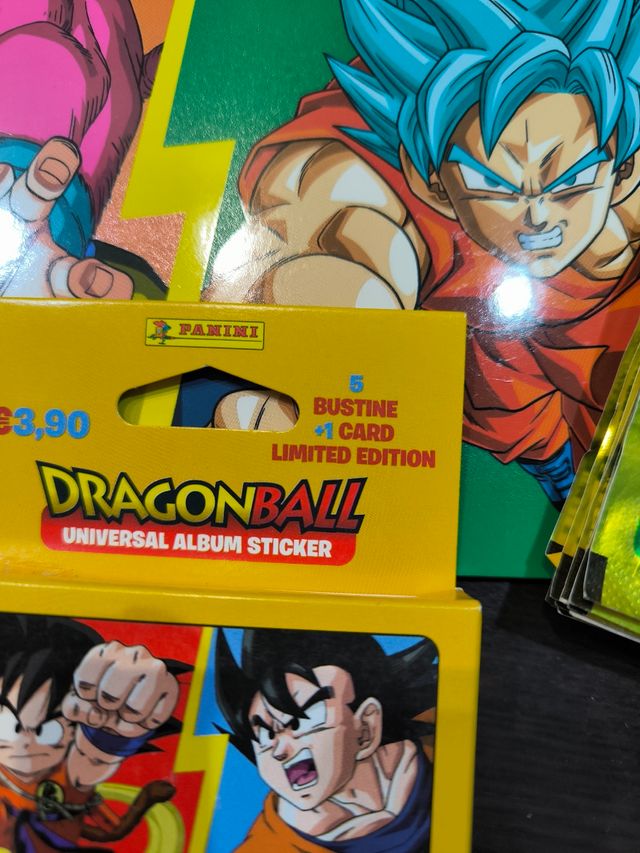 PANINI
€3,90
5
BUSTINE
+1 CARD
LIMITED EDITION
DRAGONBALL
UNIVERSAL ALBUM STICKER